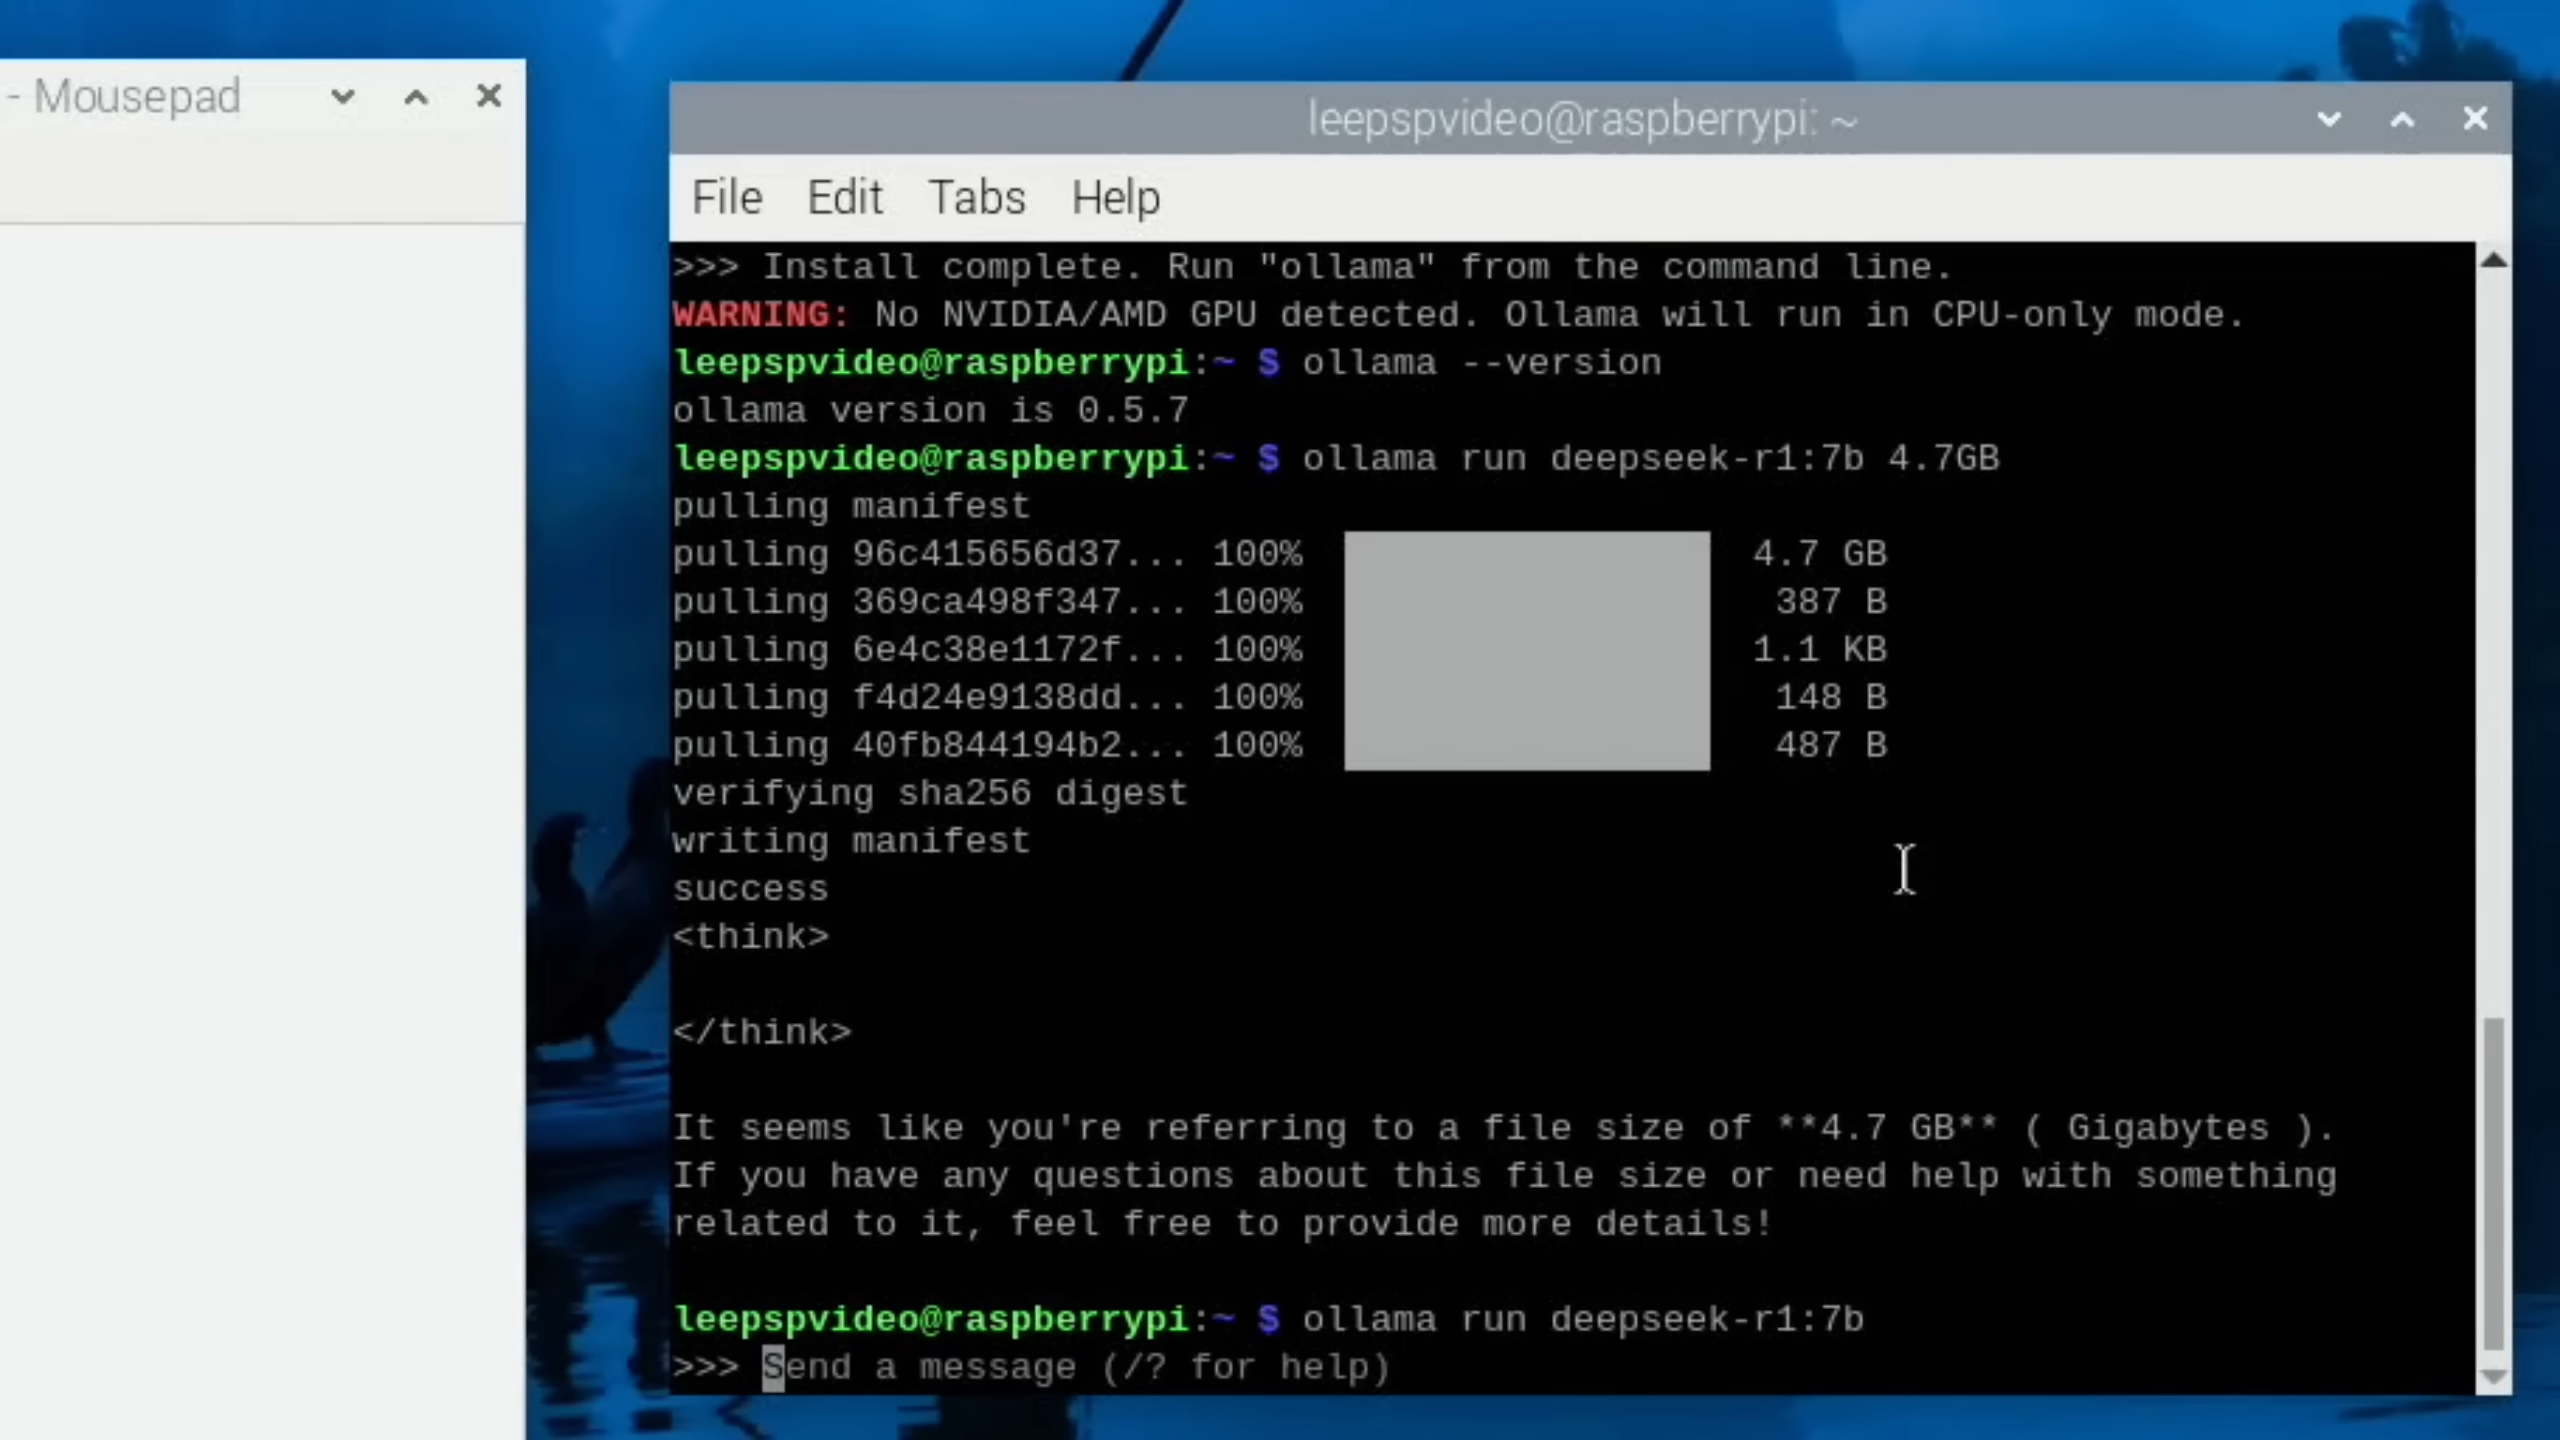 - Mousepad
leepspvideo@raspberrypi: ~
File Edit Tabs Help
>>> Install complete. Run "ollama" from the command line.
WARNING: No NVIDIA/AMD GPU detected. Ollama will run in CPU-only mode.
leepspvideo@raspberrypi:~ $ ollama --version
ollama version is 0.5.7
leepspvideo@raspberrypi:~ $ ollama run deepseek-r1:7b 4.7GB
pulling manifest
pulling 96c415656d37... 100% 4.7 GB
pulling 369ca498f347... 100% 387 B
pulling 6e4c38e1172f... 100% 1.1 KB
pulling f4d24e9138dd... 100% 148 B
pulling 40fb844194b2... 100% 487 B
verifying sha256 digest
writing manifest
success
<think>
</think>
It seems like you're referring to a file size of **4.7 GB** ( Gigabytes ).
If you have any questions about this file size or need help with something
related to it, feel free to provide more details!
leepspvideo@raspberrypi:~ $ ollama run deepseek-r1:7b
>>> Send a message (/? for help)